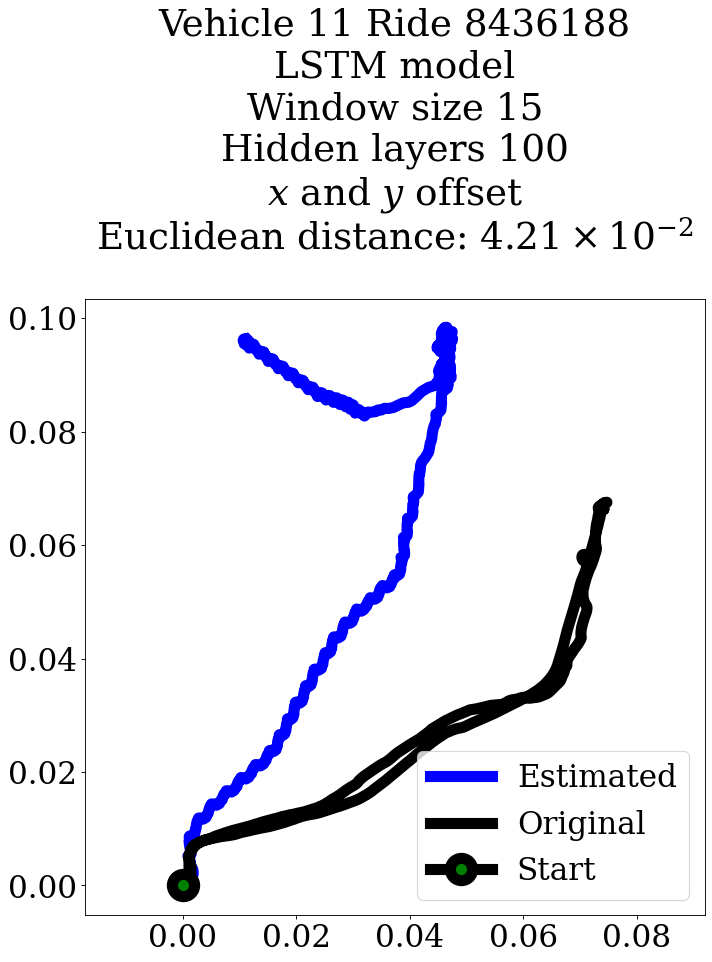 Vehicle 11 Ride 8436188
LSTM model
Window size 15
Hidden layers 100
x and y offset
Euclidean distance: 4.21 × 10⁻²
0.10
0.08
0.06
0.04
0.02
0.00
Estimated
Original
Start
0.00 0.02 0.04 0.06 0.08